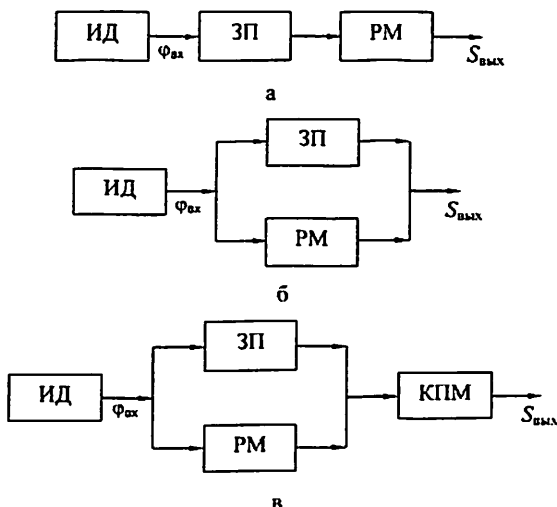 ИД φвх ЗП РМ Sвых
а
ЗП
ИД φвх Sвых
РМ
б
ЗП
ИД φвх КПМ Sвых
РМ
в